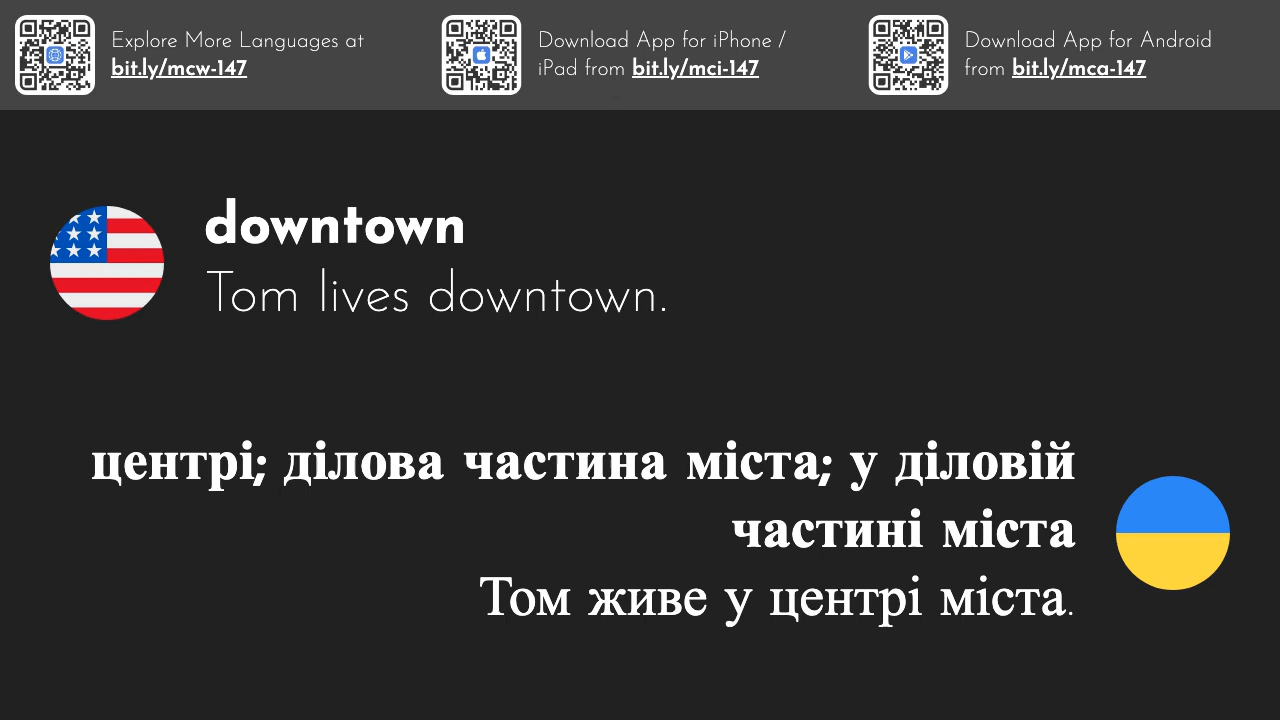 Explore More Languages at
bit.ly/mcw-147
Download App for iPhone /
iPad from bit.ly/mci-147
Download App for Android
from bit.ly/mca-147
downtown
Tom lives downtown.
центрі; ділова частина міста; у діловій
частині міста
Том живе у центрі міста.